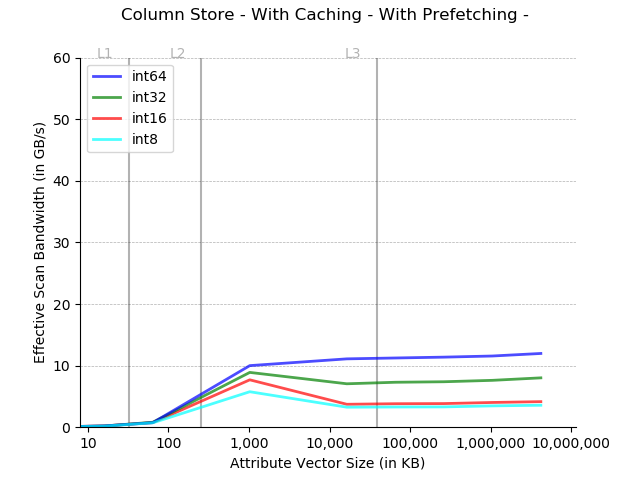 Column Store - With Caching - With Prefetching -
L1 L2 L3
60
50
40
30
20
10
0
int64
int32
int16
int8
Effective Scan Bandwidth (in GB/s)
10 100 1,000 10,000 100,000 1,000,000 10,000,000
Attribute Vector Size (in KB)